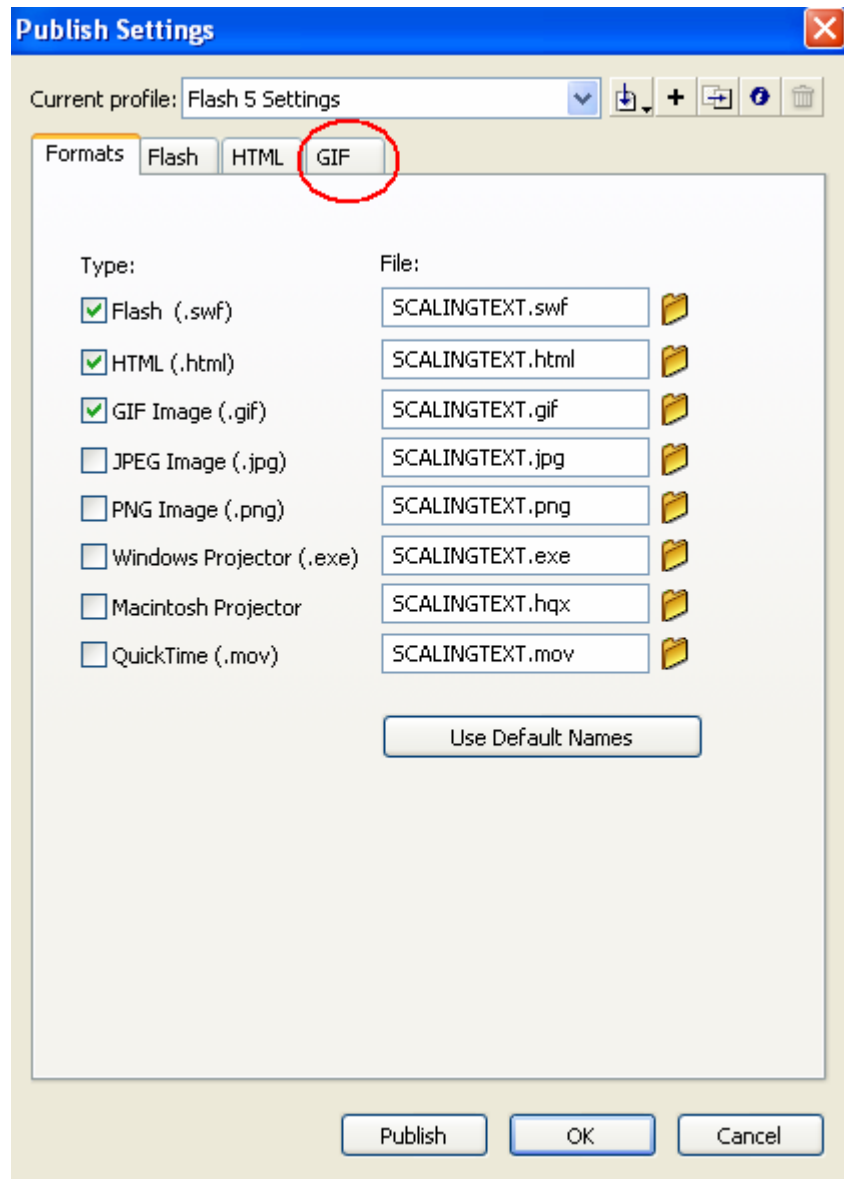 Publish Settings
Current profile: Flash 5 Settings
Formats Flash HTML GIF
Type: File:
Flash (.swf) SCALINGTEXT.swf
HTML (.html) SCALINGTEXT.html
GIF Image (.gif) SCALINGTEXT.gif
JPEG Image (.jpg) SCALINGTEXT.jpg
PNG Image (.png) SCALINGTEXT.png
Windows Projector (.exe) SCALINGTEXT.exe
Macintosh Projector SCALINGTEXT.hqx
QuickTime (.mov) SCALINGTEXT.mov
Use Default Names
Publish OK Cancel